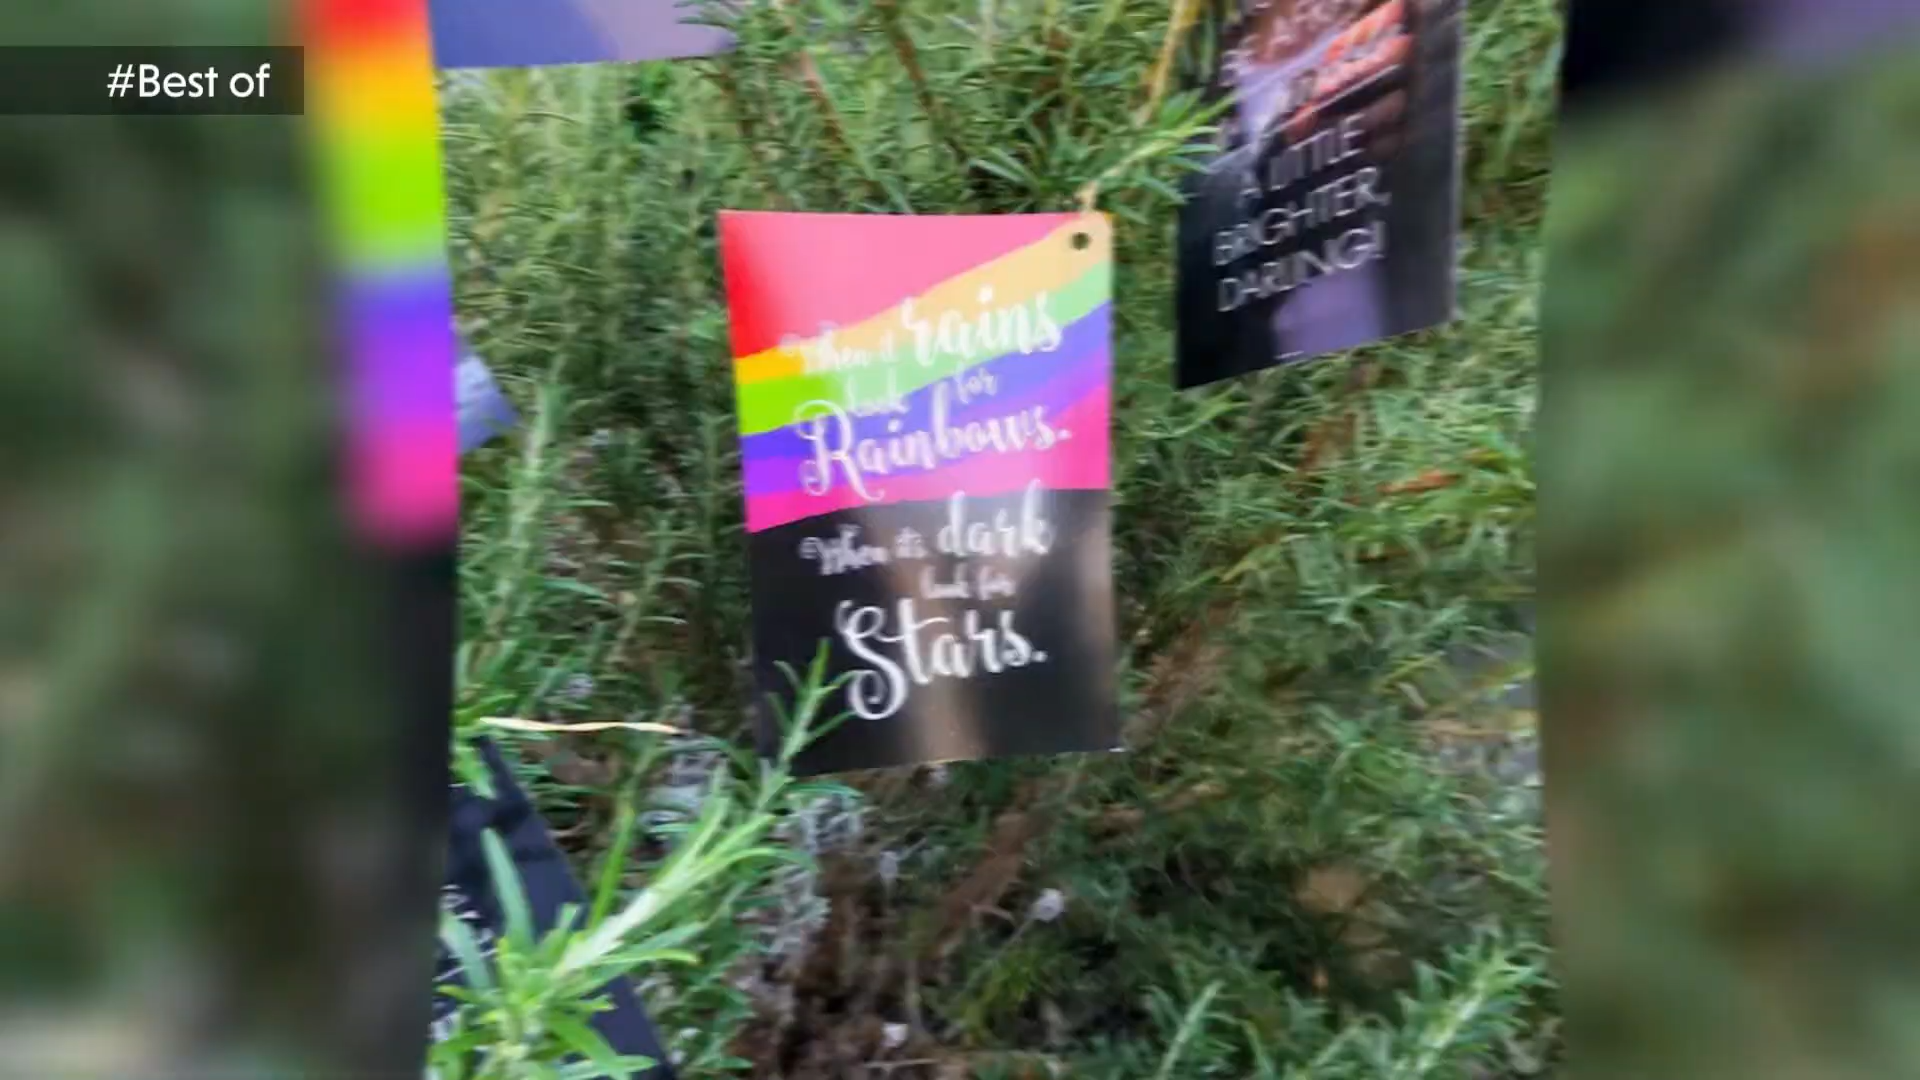 #Best of
A LITTLE
BRIGHTER,
DARLING!
When it rains
look for
Rainbows.
When it's dark
look for
Stars.